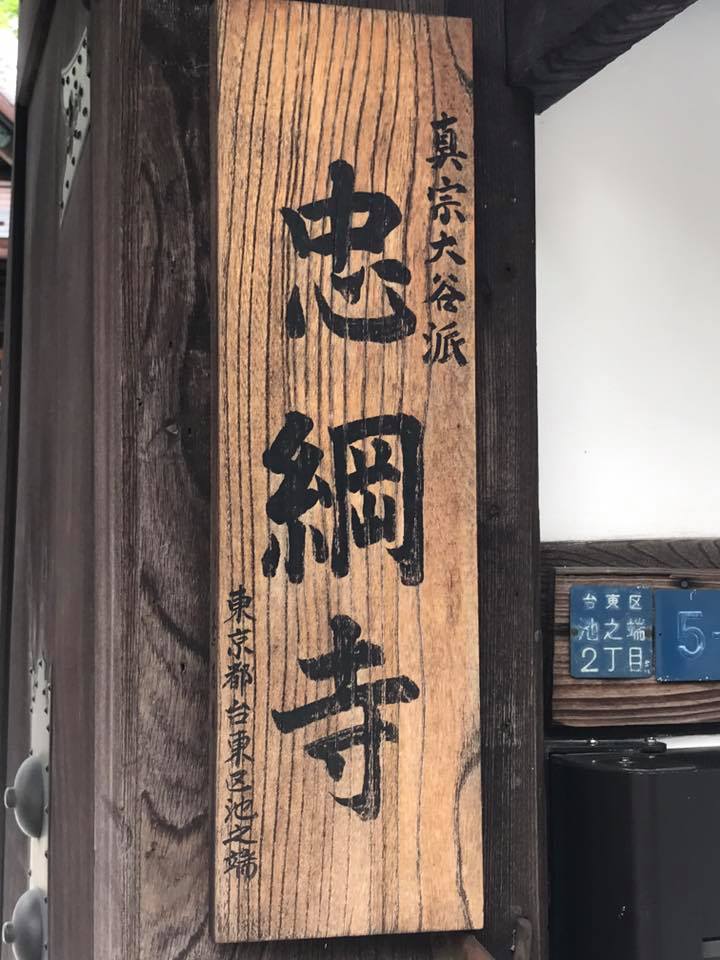 真宗大谷派
忠綱寺
東京都台東区池之端
台東区
池之端
2丁目
5-